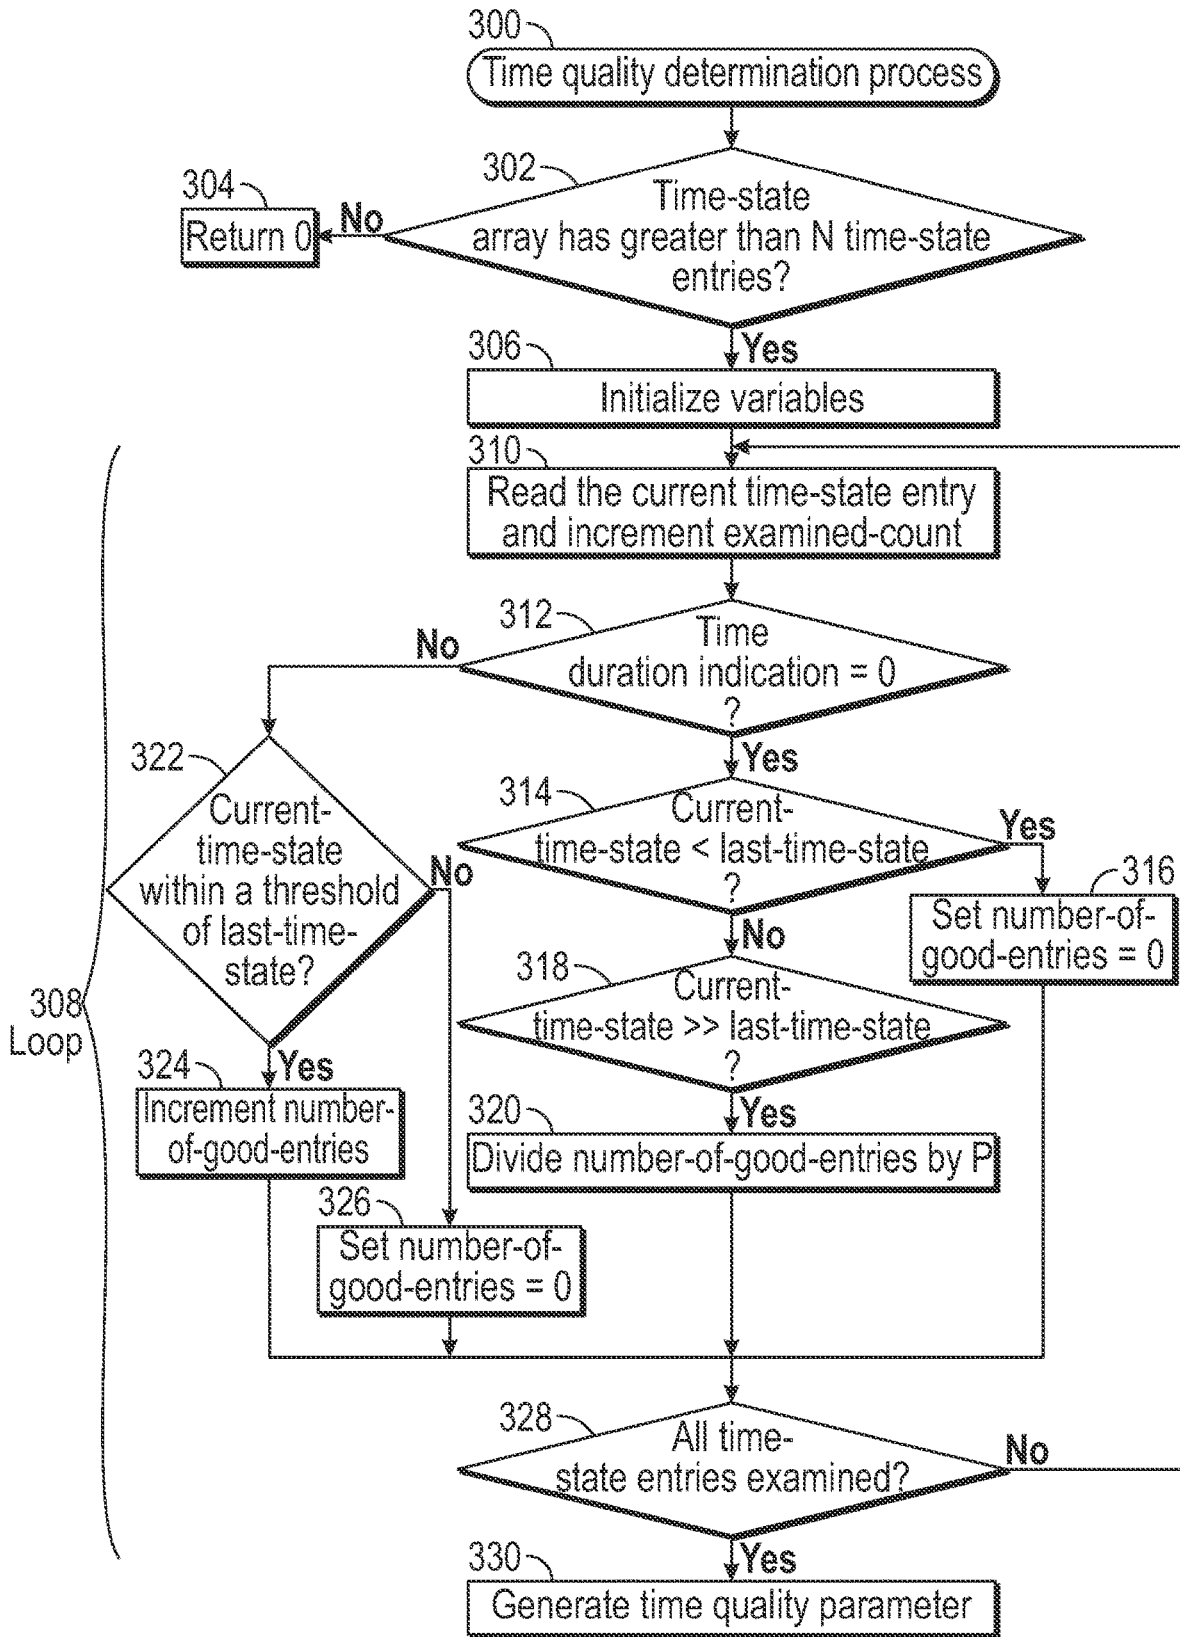 300
Time quality determination process
302
304
Time-state
No
Return 0
array has greater than N time-state
entries?
306
Yes
Initialize variables
310
Read the current time-state entry
and increment examined-count
312
No
Time
duration indication = 0
?
322
Yes
314
Current-
time-state
within a threshold
of last-time-
state?
No
Current-
time-state < last-time-state
?
Yes
316
Set number-of-
good-entries = 0
No
318
Current-
time-state >> last-time-state
?
308
Loop
324
Yes
Increment number-
of-good-entries
320
Yes
Divide number-of-good-entries by P
326
Set number-of-
good-entries = 0
328
All time-
state entries examined?
No
330
Yes
Generate time quality parameter